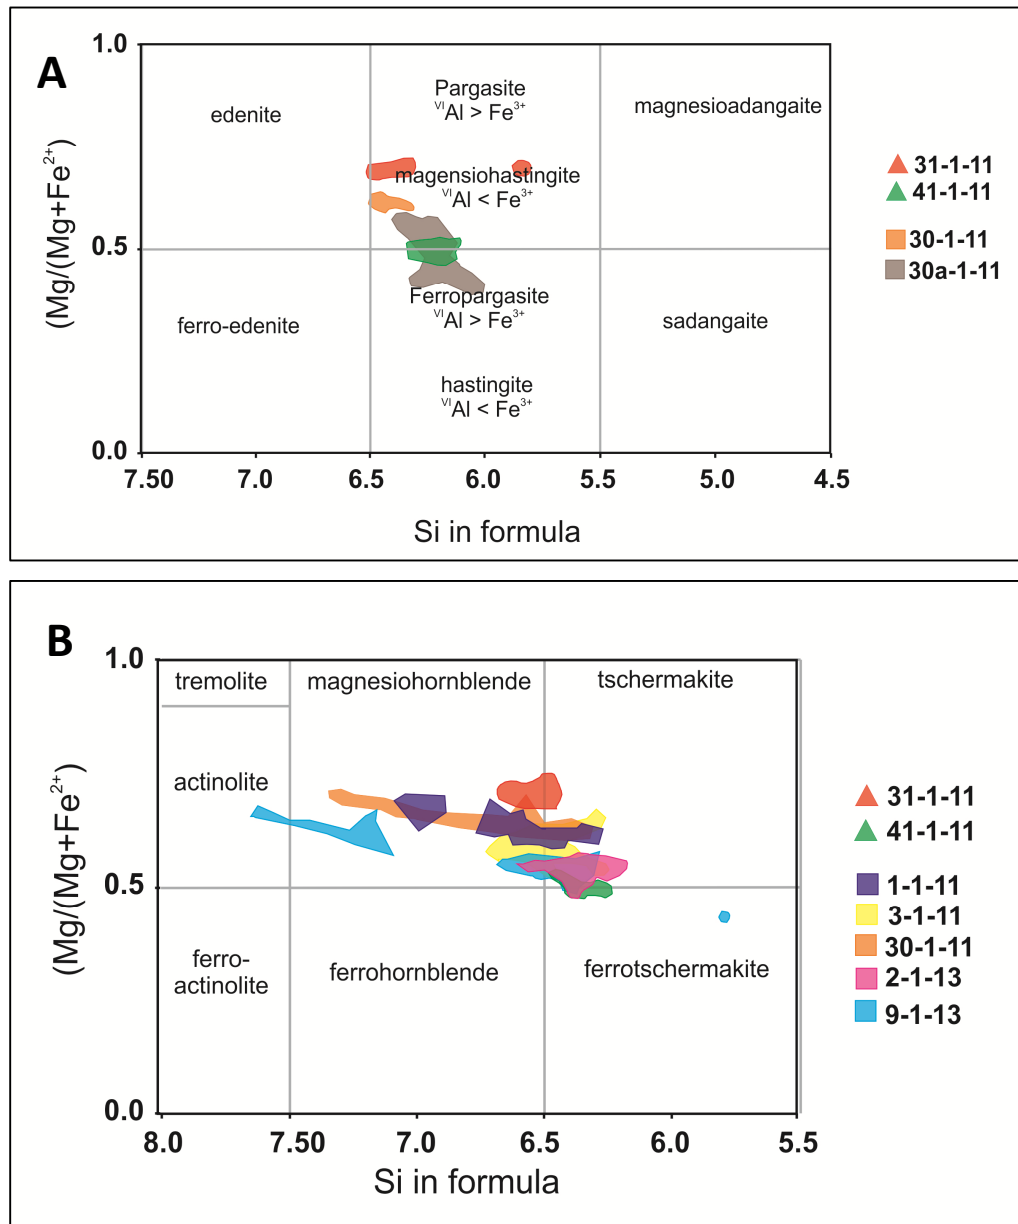 A
1.0
0.5
0.0
(Mg/(Mg+Fe²⁺)
edenite
Pargasite
ⱽᴵAl > Fe³⁺
magnesioadangaite
magensiohastingite
ⱽᴵAl < Fe³⁺
ferro-edenite
Ferropargasite
ⱽᴵAl > Fe³⁺
sadangaite
hastingite
ⱽᴵAl < Fe³⁺
7.50 7.0 6.5 6.0 5.5 5.0 4.5
Si in formula
31-1-11
41-1-11
30-1-11
30a-1-11
B
1.0
0.5
0.0
(Mg/(Mg+Fe²⁺)
tremolite
magnesiohornblende
tschermakite
actinolite
ferro-
actinolite
ferrohornblende
ferrotschermakite
8.0 7.50 7.0 6.5 6.0 5.5
Si in formula
31-1-11
41-1-11
1-1-11
3-1-11
30-1-11
2-1-13
9-1-13